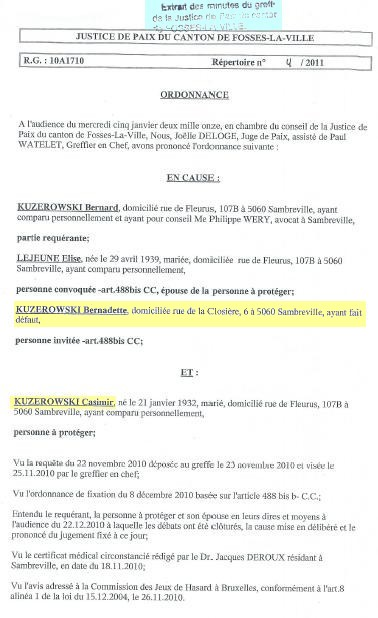 Extrait des minutes du greffe
de la Justice de Paix du canton
JUSTICE DE PAIX DU CANTON DE FOSSES-LA-VILLE
R.G. : 10A1710 Répertoire n° 4 / 2011
ORDONNANCE
A l'audience du mercredi cinq janvier deux mille onze, en chambre du conseil de la Justice de
Paix du canton de Fosses-La-Ville, Nous, Joëlle DELOGE, Juge de Paix, assisté de Paul
WATELET, Greffier en Chef, avons prononcé l'ordonnance suivante :
EN CAUSE :
KUZEROWSKI Bernard, domicilié rue de Fleurus, 107B à 5060 Sambreville, ayant
comparu personnellement et ayant pour conseil Me Philippe WERY, avocat à Sambreville,
partie requérante;
LEJEUNE Elise, née le 29 avril 1939, mariée, domiciliée rue de Fleurus, 107B à 5060
Sambreville, ayant comparu personnellement,
personne convoquée -art.488bis CC, épouse de la personne à protéger;
KUZEROWSKI Bernadette, domiciliée rue de la Closière, 6 à 5060 Sambreville, ayant fait
défaut,
personne invitée -art.488bis CC;
ET :
KUZEROWSKI Casimir, né le 21 janvier 1932, marié, domicilié rue de Fleurus, 107B à
5060 Sambreville, ayant comparu personnellement,
personne à protéger;
Vu la requête du 22 novembre 2010 déposée au greffe le 23 novembre 2010 et visée le
25.11.2010 par le greffier en chef;
Vu l'ordonnance de fixation du 8 décembre 2010 basée sur l'article 488 bis b- C.C.;
Entendu le requérant, la personne à protéger et son épouse en leurs dires et moyens à
l'audience du 22.12.2010 à laquelle les débats ont été clôturés, la cause mise en délibéré et le
prononcé du jugement fixé à ce jour;
Vu le certificat médical circonstancié rédigé par le Dr. Jacques DEROUX résidant à
Sambreville, en date du 18.11.2010;
Vu l'avis adressé à la Commission des Jeux de Hasard à Bruxelles, conformément à l'art.8
alinéa 1 de la loi du 15.12.2004, le 26.11.2010.